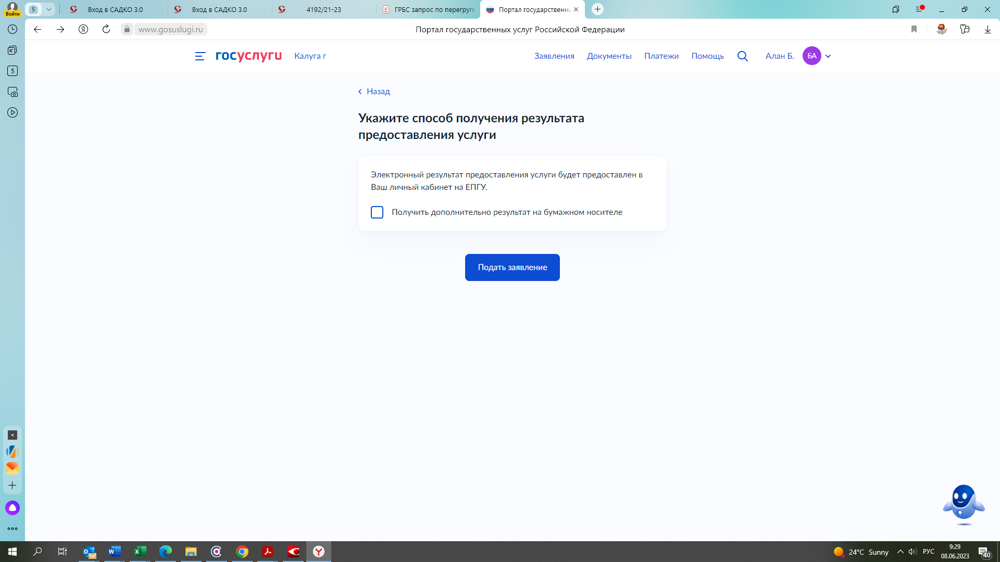 Войти
5
Вход в САДКО 3.0
Вход в САДКО 3.0
4192/21-23
ГРБС запрос по перегруп
Портал государственны
www.gosuslugi.ru
Портал государственных услуг Российской Федерации
5
госуслуги
Калуга г
Заявления
Документы
Платежи
Помощь
Алан Б.
БА
Назад
Укажите способ получения результата
предоставления услуги
Электронный результат предоставления услуги будет предоставлен в
Ваш личный кабинет на ЕПГУ.
Получить дополнительно результат на бумажном носителе
Подать заявление
24°C Sunny
РУС
9:29
08.06.2023
40